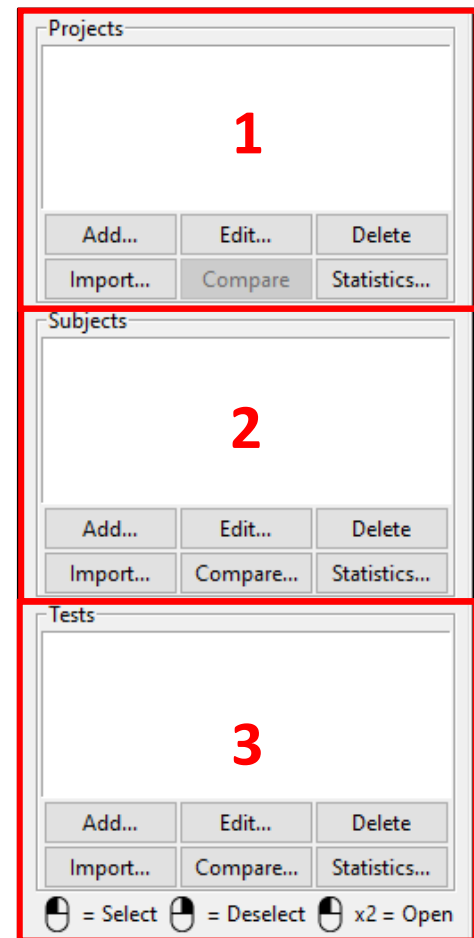 Projects
1
Add... Edit... Delete
Import... Compare Statistics...
Subjects
2
Add... Edit... Delete
Import... Compare... Statistics...
Tests
3
Add... Edit... Delete
Import... Compare... Statistics...
= Select = Deselect x2 = Open